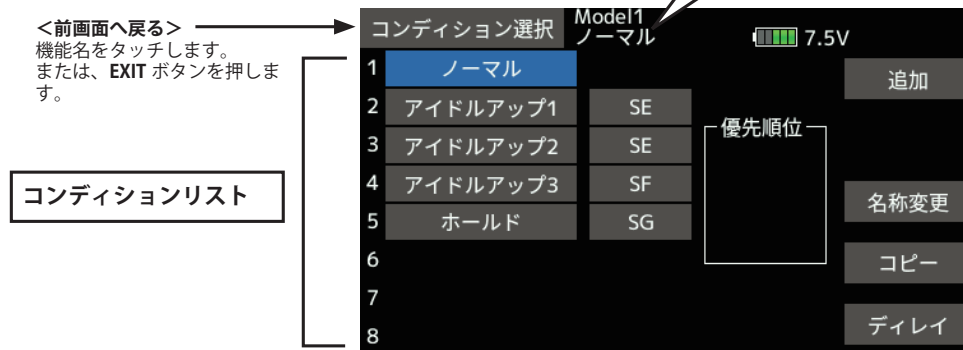 ＜前画面へ戻る＞
機能名をタッチします。
または、EXIT ボタンを押しま
す。
コンディションリスト
コンディション選択
Model1
ノーマル
7.5V
1 ノーマル
追加
2 アイドルアップ1 SE
優先順位
3 アイドルアップ2 SE
4 アイドルアップ3 SF
名称変更
5 ホールド SG
6
コピー
7
ディレイ
8